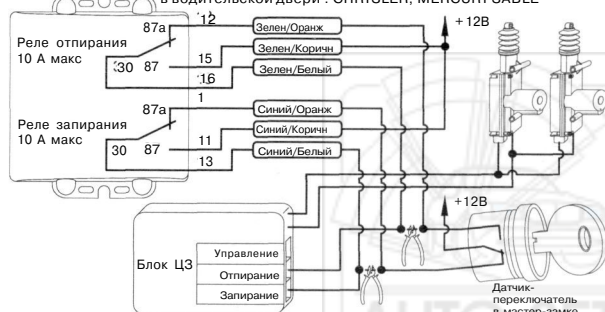 в водительской двери : CHRYSLER, MERCURY SABLE
12
87a
Зелен/Оранж
+12В
Реле отпирания
10 А макс
15
Зелен/Коричн
30
87
16
Зелен/Белый
1
87a
Синий/Оранж
Реле запирания
10 А макс
11
Синий/Коричн
30
87
13
Синий/Белый
+12В
Блок ЦЗ
Управление
Отпирание
Запирание
Датчик-
переключатель
в мастер-замке